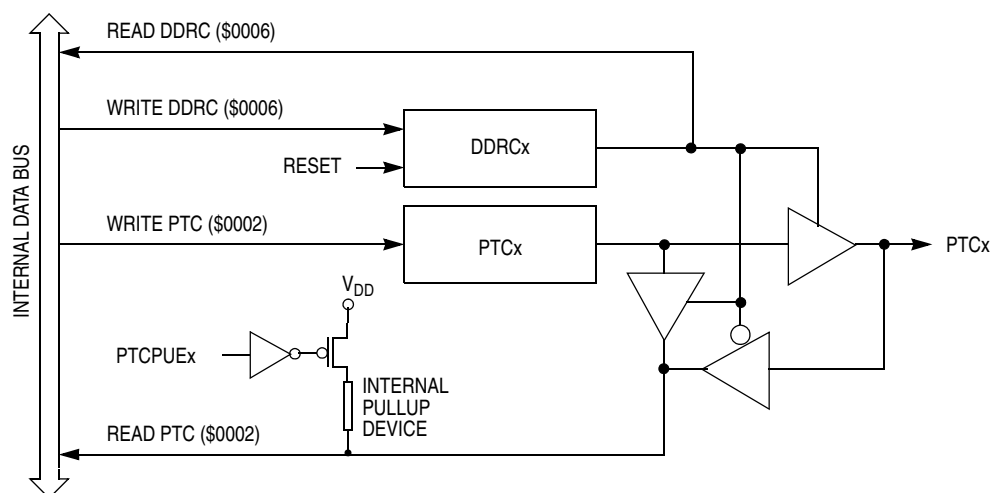 READ DDRC ($0006)
WRITE DDRC ($0006)
DDRCx
RESET
INTERNAL DATA BUS
WRITE PTC ($0002)
PTCx
PTCx
VDD
PTCPUEx
INTERNAL
PULLUP
DEVICE
READ PTC ($0002)